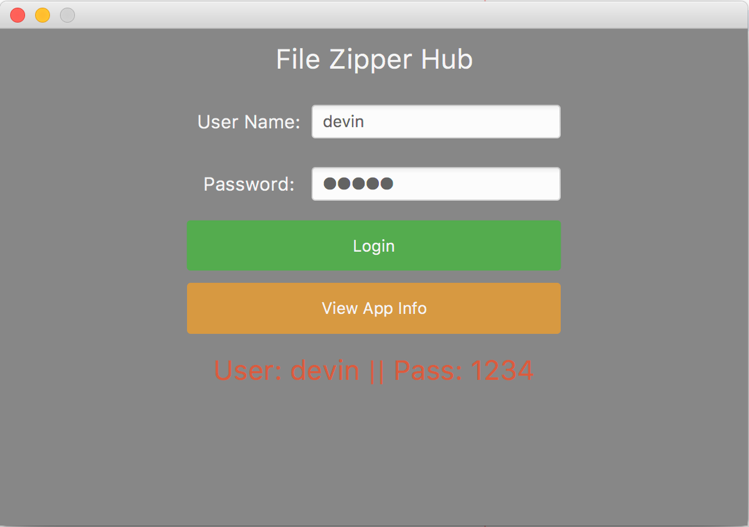 File Zipper Hub
User Name: devin
Password: ●●●●●
Login
View App Info
User: devin || Pass: 1234